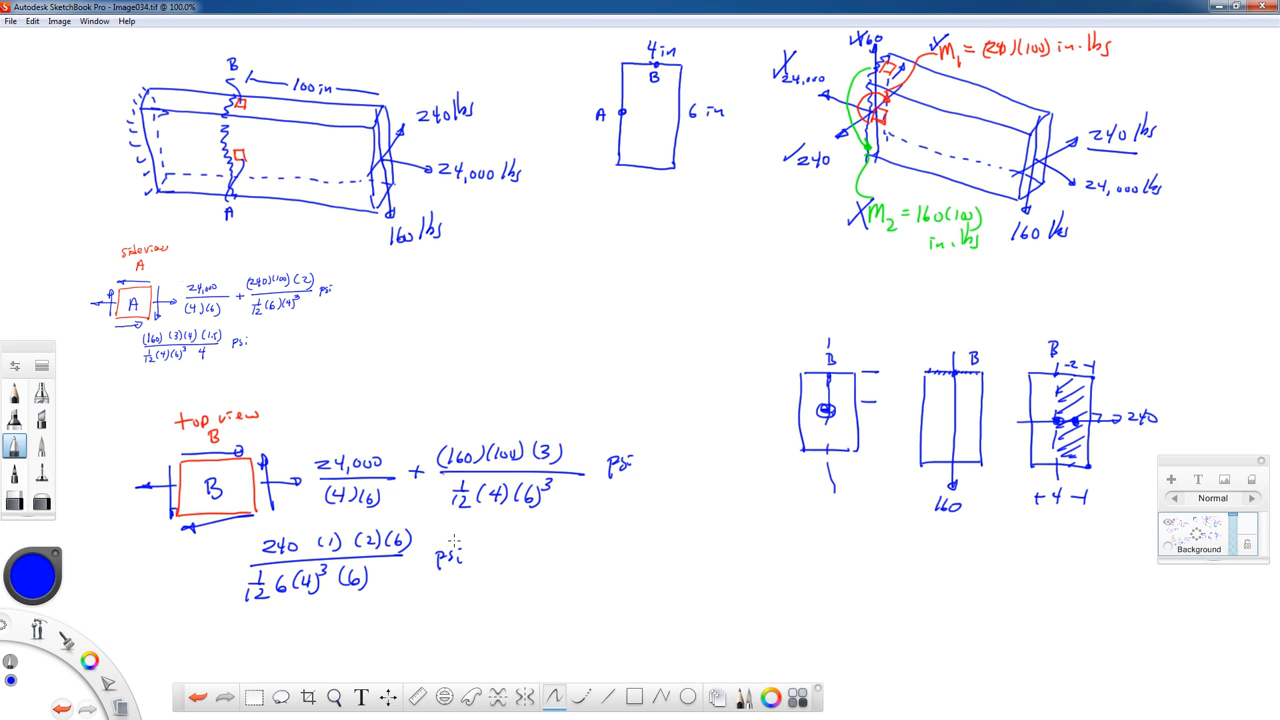 Autodesk SketchBook Pro - Image034.tif @ 100.0%
File Edit Image Window Help
B
100 in
240 lbs
24,000 lbs
160 lbs
A
4 in
B
A
6 in
160
M₁ = (240)(100) in. lbs
24,000
240
M₂ = 160(100)
in. lbs
240 lbs
24,000 lbs
160 lbs
side view
A
A
24,000/(4)(6) + (240)(100)(2)/(1/12 (6)(4)³) psi
(160)(3)(4)(1.5)/(1/12 (4)(6)³ 4) psi
top view
B
B
24,000/(4)(6) + (160)(100)(3)/(1/12 (4)(6)³) psi
240 (1) (2)(6)/(1/12 6(4)³ (6)) psi
B
B
160
B
-2-1
240
+4-1
Normal
Background
T